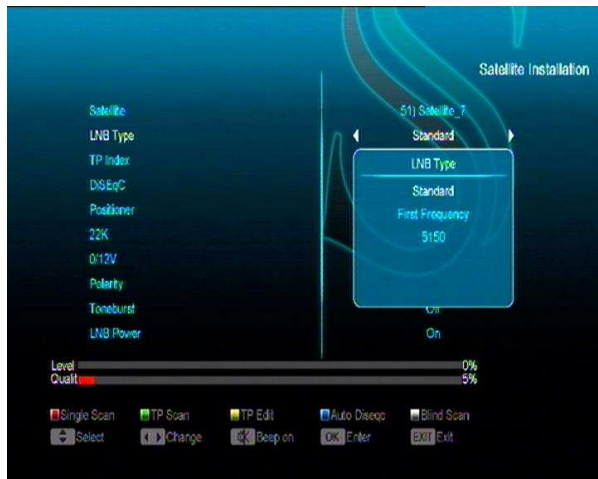 Satellite Installation
Satellite 51) Satellite_7
LNB Type Standard
TP Index
DiSEqC
Positioner
22K
0/12V
Polarity
Toneburst Off
LNB Power On
LNB Type
Standard
First Frequency
5150
Level 0%
Qualit 5%
Single Scan TP Scan TP Edit Auto Diseqc Blind Scan
Select Change Beep on OK Enter EXIT Exit